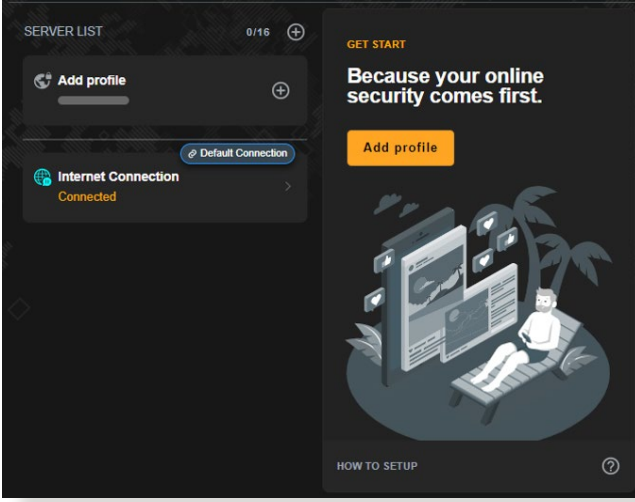 SERVER LIST
0/16
Add profile
Default Connection
Internet Connection
Connected
GET START
Because your online
security comes first.
Add profile
HOW TO SETUP